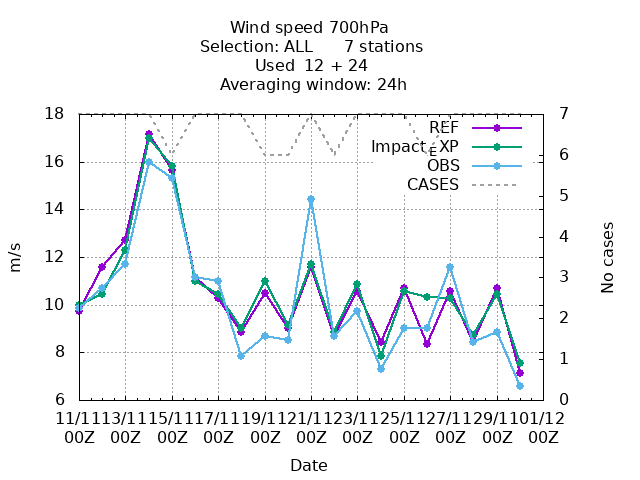 Wind speed 700hPa
Selection: ALL 7 stations
Used 12 + 24
Averaging window: 24h
18 7
REF
Impact_EXP
16 6
OBS
CASES
14 5
12 4
m/s
No cases
3
10
2
8
1
6 0
11/11 13/11 15/11 17/11 19/11 21/11 23/11 25/11 27/11 29/11 01/12
00Z 00Z 00Z 00Z 00Z 00Z 00Z 00Z 00Z 00Z 00Z
Date